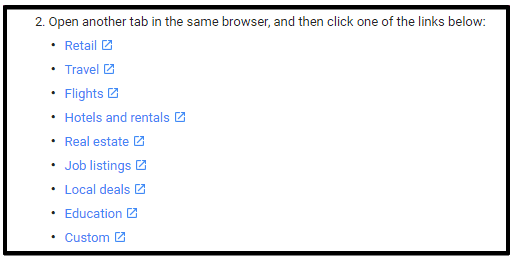 2. Open another tab in the same browser, and then click one of the links below:
• Retail
• Travel
• Flights
• Hotels and rentals
• Real estate
• Job listings
• Local deals
• Education
• Custom